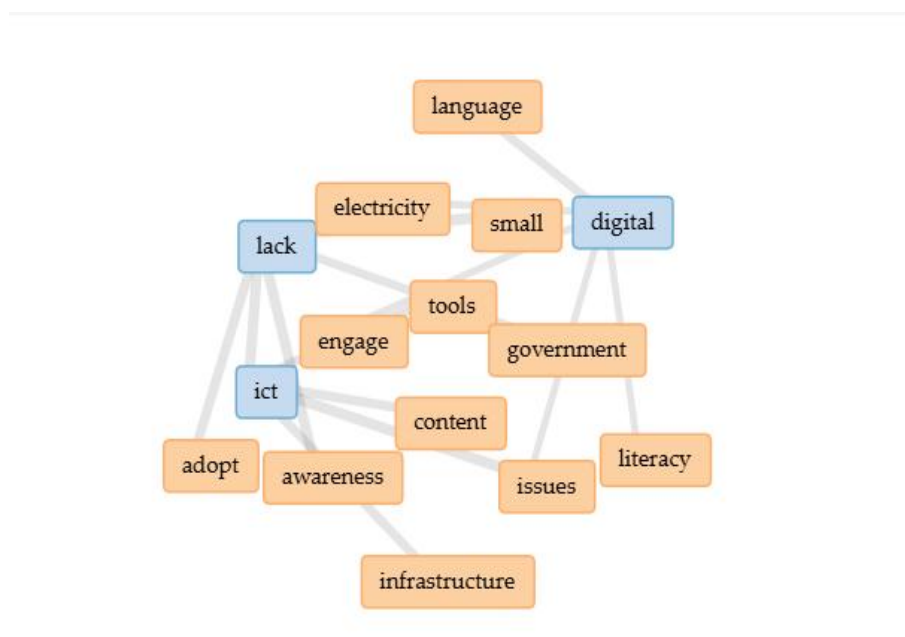 language
electricity
small
digital
lack
tools
engage
government
ict
content
adopt
awareness
issues
literacy
infrastructure